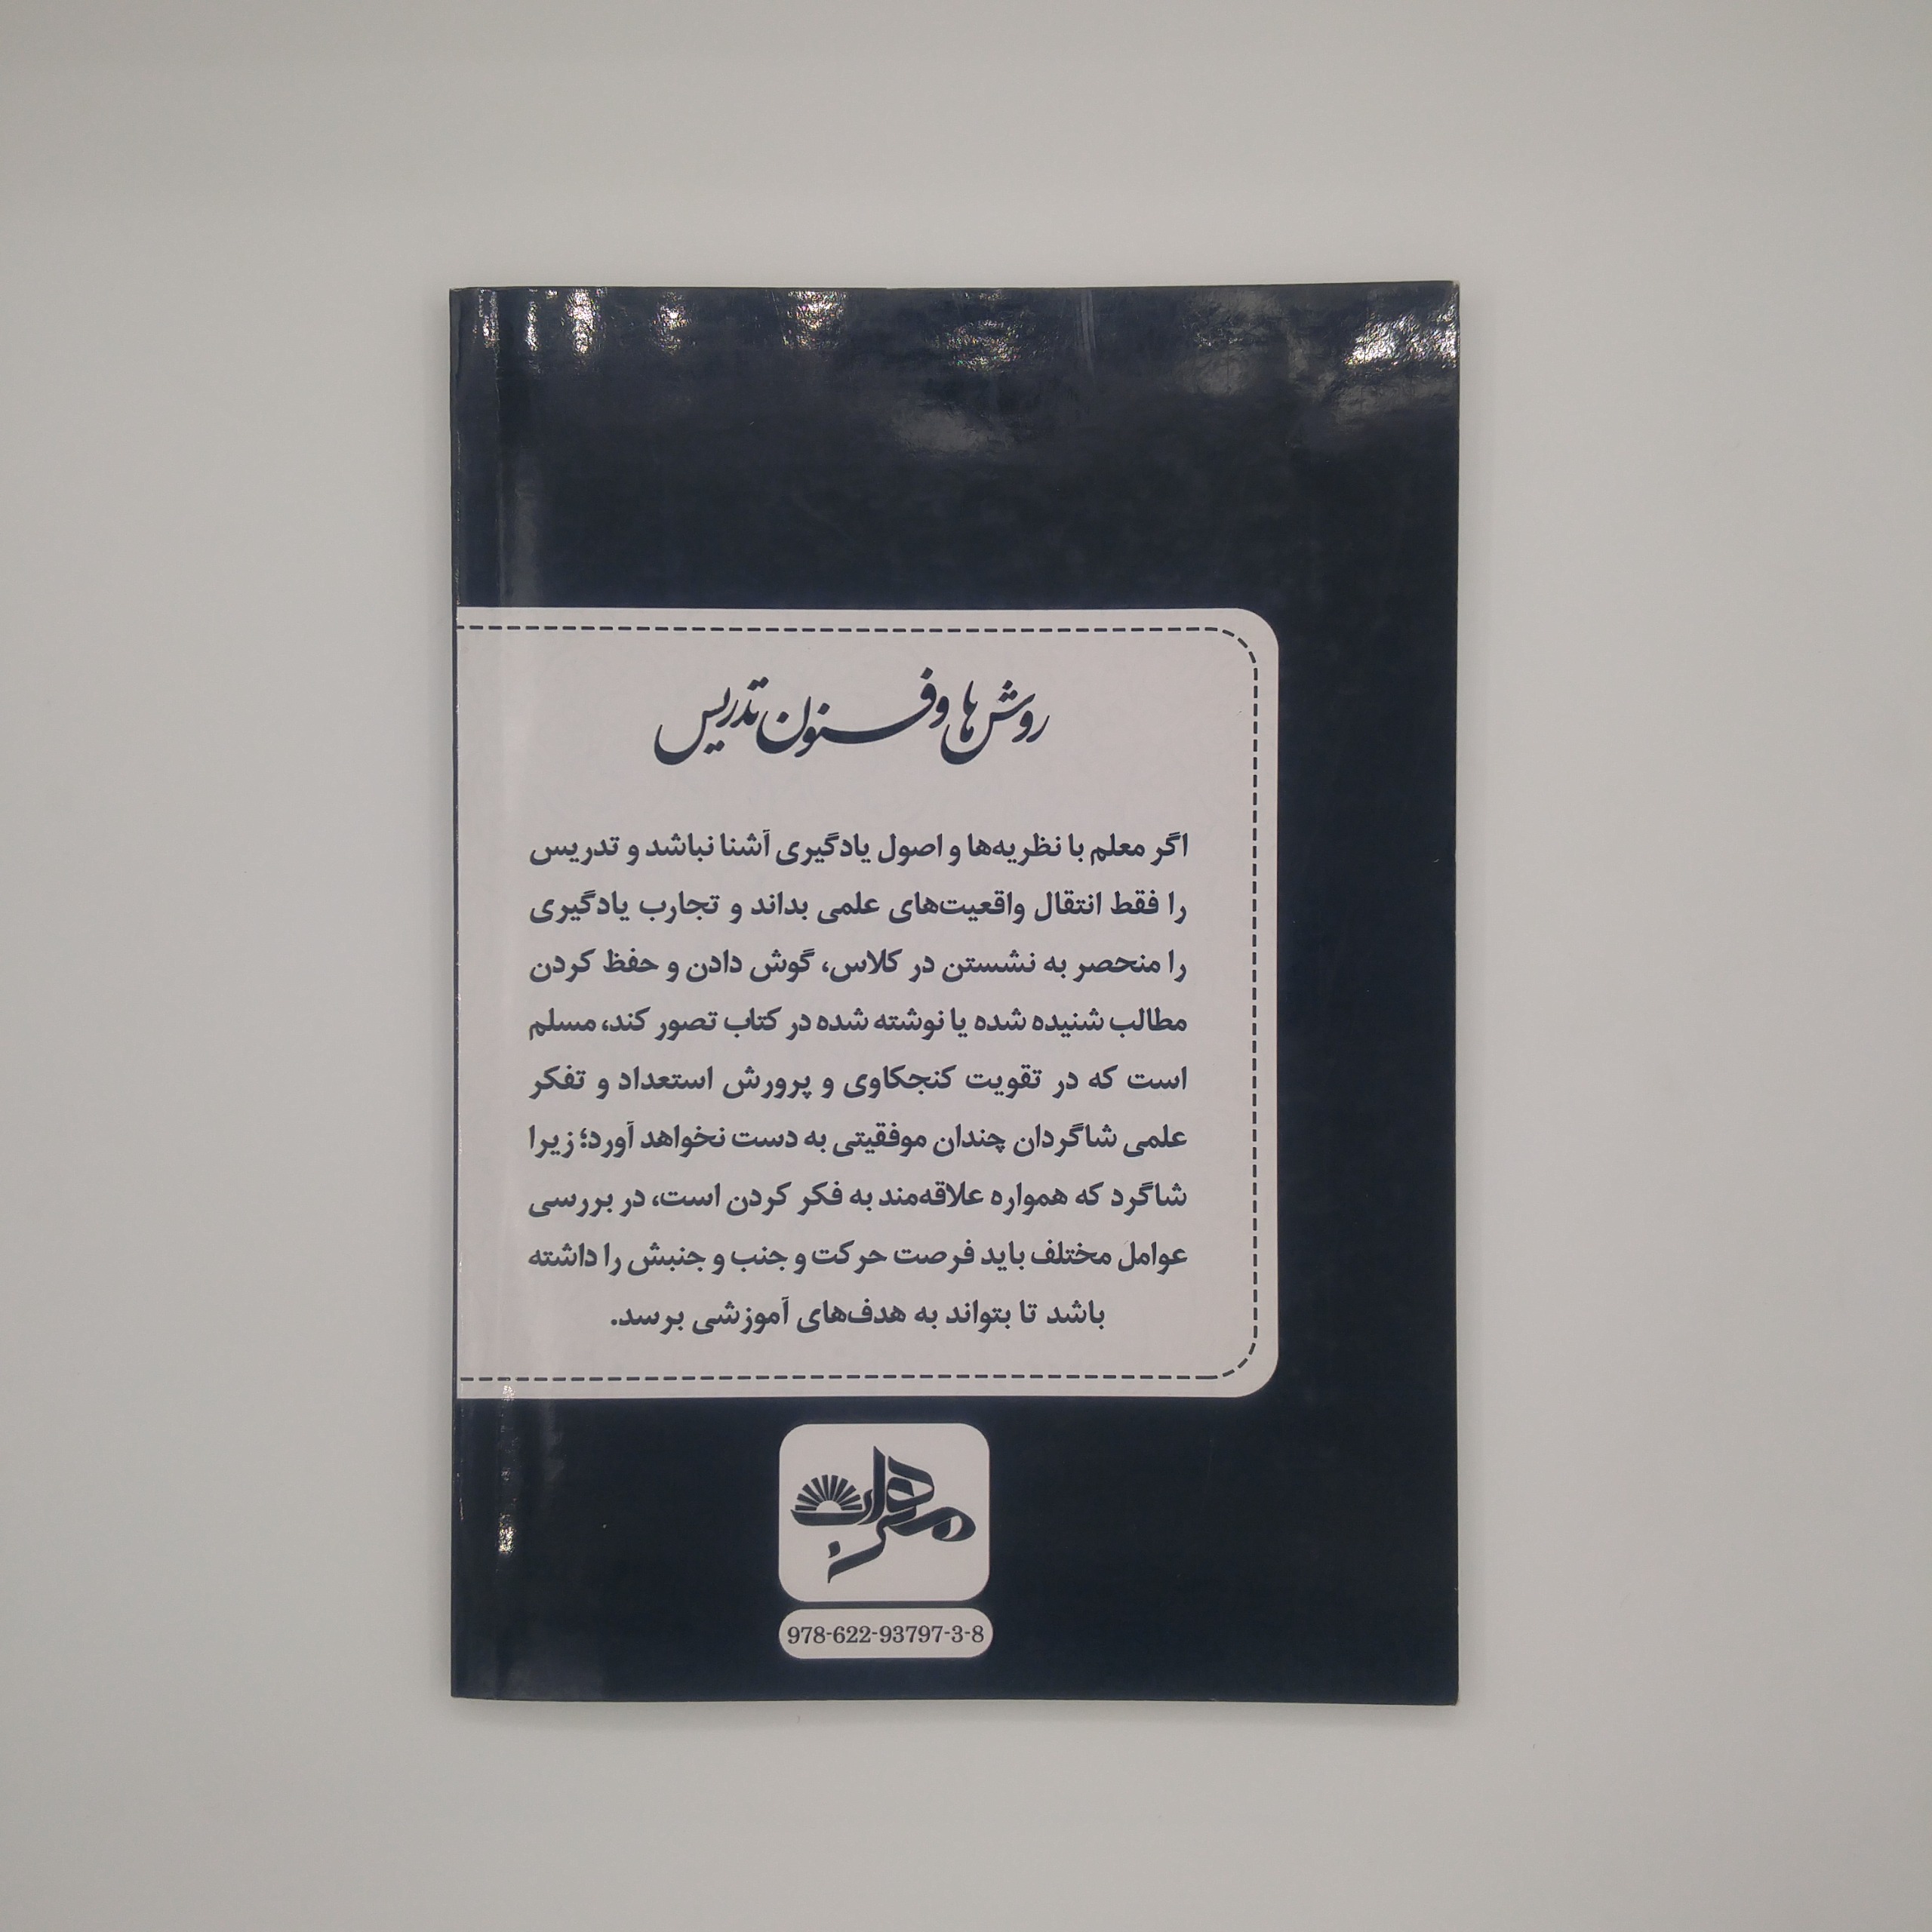 روش‌ها و فنون تدریس
اگر معلم با نظریه‌ها و اصول یادگیری آشنا نباشد و تدریس
را فقط انتقال واقعیت‌های علمی بداند و تجارب یادگیری
را منحصر به نشستن در کلاس، گوش دادن و حفظ کردن
مطالب شنیده شده یا نوشته شده در کتاب تصور کند، مسلم
است که در تقویت کنجکاوی و پرورش استعداد و تفکر
علمی شاگردان چندان موفقیتی به دست نخواهد آورد؛ زیرا
شاگرد که همواره علاقه‌مند به فکر کردن است، در بررسی
عوامل مختلف باید فرصت حرکت و جنب و جنبش را داشته
باشد تا بتواند به هدف‌های آموزشی برسد.
978-622-93797-3-8